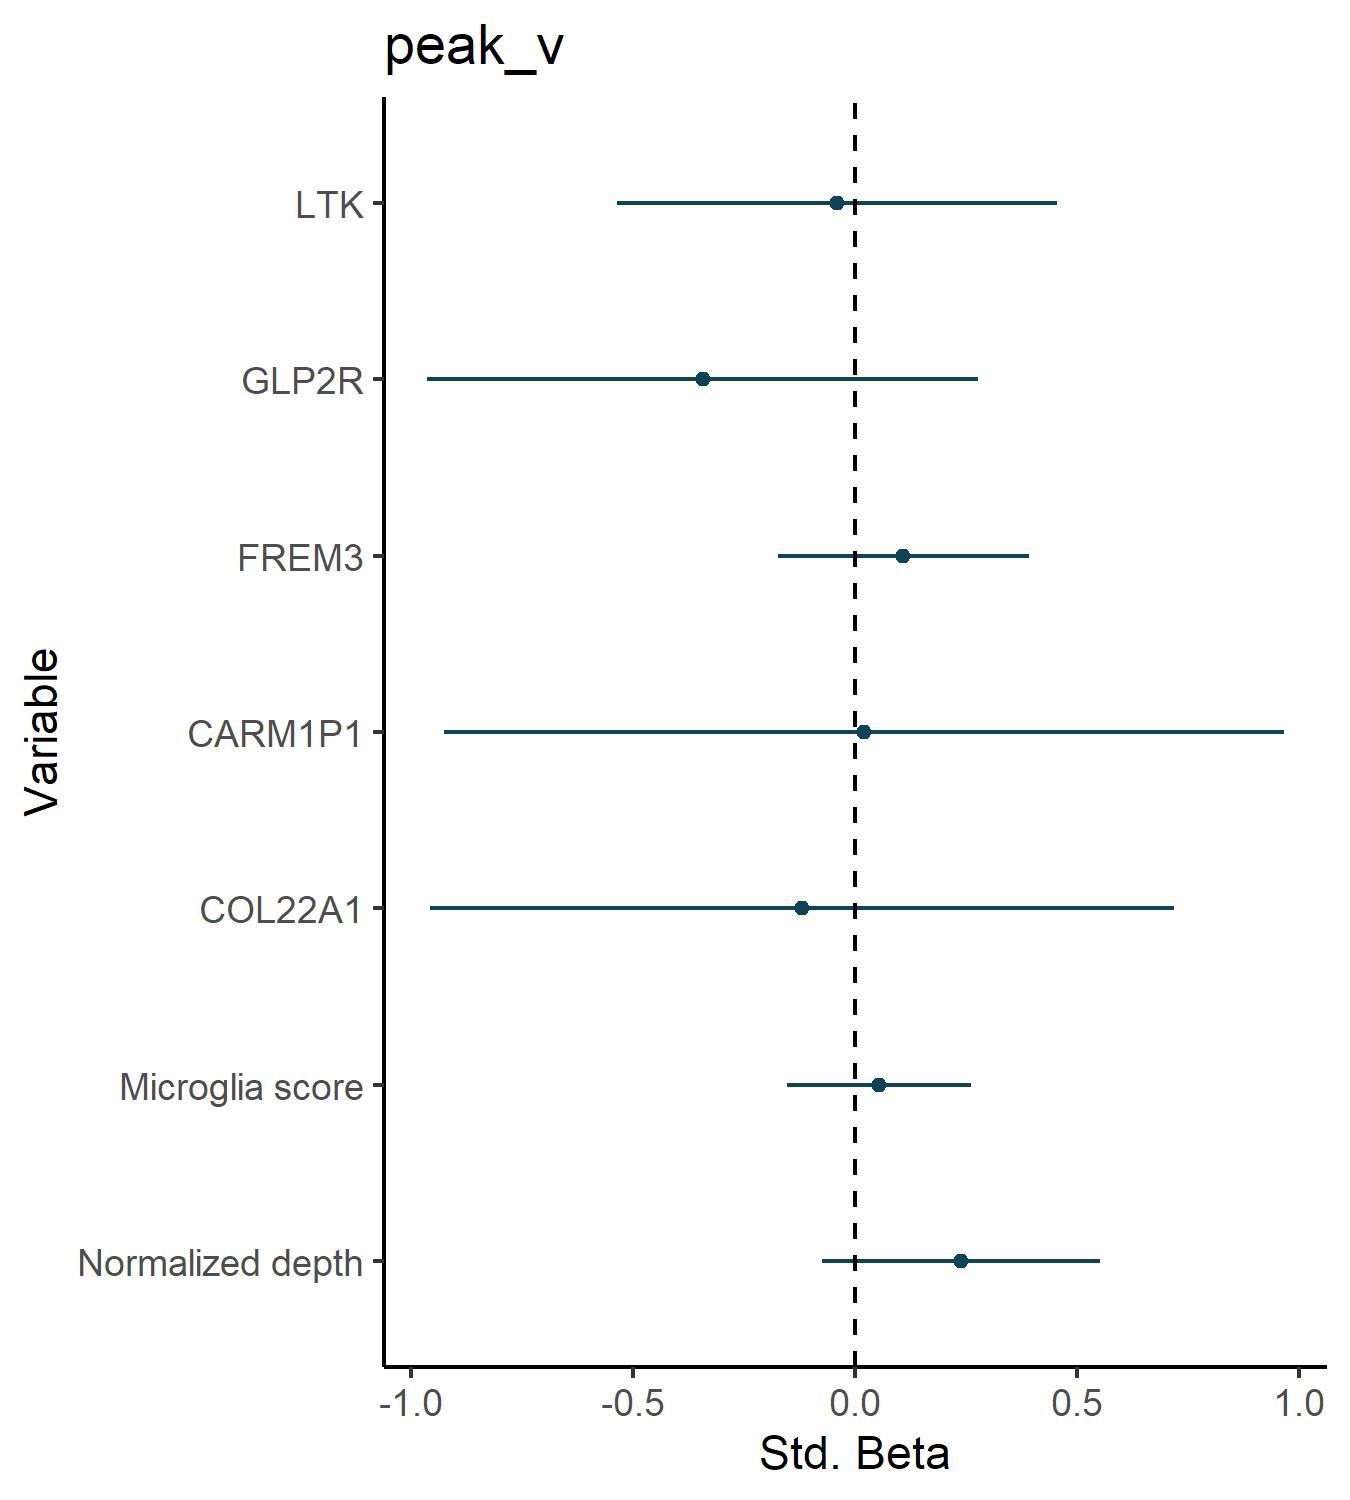 peak_v
LTK
GLP2R
FREM3
CARM1P1
COL22A1
Microglia score
Normalized depth
Variable
-1.0 -0.5 0.0 0.5 1.0
Std. Beta